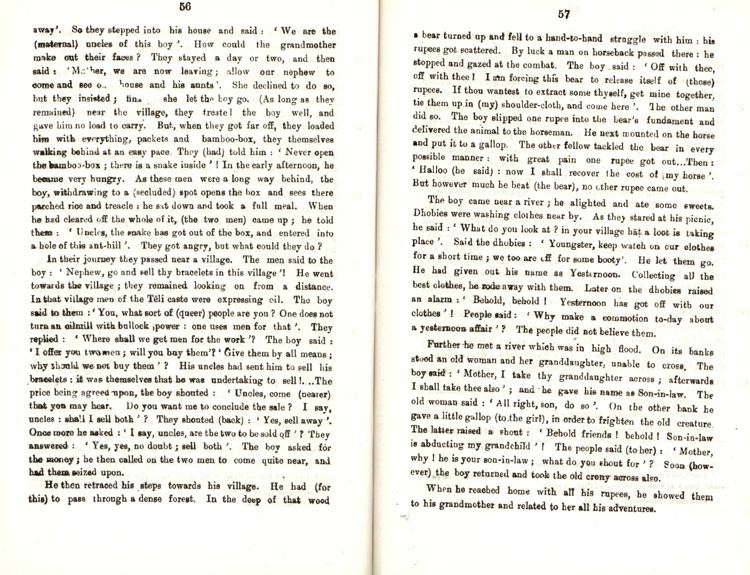 56
away'. So they stepped into his house and said : ' We are the
(maternal) uncles of this boy '. How could the grandmother
make out their faces ? They stayed a day or two, and then
said : ' we are now leaving ; allow our nephew to
come and see house and his aunts '. She declined to do so,
but they insisted ; she let the boy go. (As long as they
remained) near the village, they treated the boy well, and
gave him no load to carry. But, when they got far off, they loaded
him with everything, packets and bamboo-box, they themselves
walking behind at an easy pace. They (had) told him : ' Never open
the bamboo-box ; there is a snake inside ' ! In the early afternoon, he
became very hungry. As these men were a long way behind, the
boy, withdrawing to a (secluded) spot opens the box and sees there
parched rice and treacle : he sat down and took a full meal. When
he had cleared off the whole of it, (the two men) came up ; he told
them : ' Uncles, the snake has got out of the box, and entered into
a hole of this ant-hill '. They got angry, but what could they do ?
In their journey they passed near a village. The men said to the
boy : ' Nephew, go and sell thy bracelets in this village '! He went
towards the village ; they remained looking on from a distance.
In that village men of the Tēli caste were expressing oil. The boy
said to them : ' You, what sort of (queer) people are you ? One does not
turn an oilmill with bullock power : one uses men for that '. They
replied : ' Where shall we get men for the work '? The boy said :
' I offer you two men ; will you buy them'? ' Give them by all means ;
why should we not buy them ' ? His uncles had sent him to sell his
bracelets : it was themselves that he was undertaking to sell !...The
price being agreed upon, the boy shouted : ' Uncles, come (nearer)
that you may hear. Do you want me to conclude the sale ? I say,
uncles : shall I sell both ' ? They shouted (back) : ' Yes, sell away '.
Once more he asked : ' I say, uncles, are the two to be sold off ' ? They
answered : ' Yes, yes, no doubt ; sell both '. The boy asked for
the money ; he then called on the two men to come quite near, and
had them seized upon.
He then retraced his steps towards his village. He had (for
this) to pass through a dense forest. In the deep of that wood
57
a bear turned up and fell to a hand-to-hand struggle with him : his
rupees got scattered. By luck a man on horseback passed there : he
stopped and gazed at the combat. The boy said : ' Off with thee,
off with thee ! I am forcing this bear to release itself of (those)
rupees. If thou wantest to extract some thyself, get mine together,
tie them up in (my) shoulder-cloth, and come here '. The other man
did so. The boy slipped one rupee into the bear's fundament and
delivered the animal to the horseman. He next mounted on the horse
and put it to a gallop. The other fellow tackled the bear in every
possible manner : with great pain one rupee got out...Then :
' Halloo (he said) : now I shall recover the cost of my horse '.
But however much he beat (the bear), no other rupee came out.
The boy came near a river ; he alighted and ate some sweets.
Dhobies were washing clothes near by. As they stared at his picnic,
he said : ' What do you look at ? in your village hat a loot is taking
place '. Said the dhobies : ' Youngster, keep watch on our clothes
for a short time ; we too are off for some booty'. He let them go.
He had given out his name as Yesternoon. Collecting all the
best clothes, he rode away with them. Later on the dhobies raised
an alarm : ' Behold, behold ! Yesternoon has got off with our
clothes ' ! People said : ' Why make a commotion to-day about
a yesternoon affair ' ? The people did not believe them.
Further he met a river which was in high flood. On its banks
stood an old woman and her granddaughter, unable to cross. The
boy said : ' Mother, I take thy granddaughter across ; afterwards
I shall take thee also ' ; and he gave his name as Son-in-law. The
old woman said : ' All right, son, do so '. On the other bank he
gave a little gallop (to the girl), in order to frighten the old creature.
The latter raised a shout : ' Behold friends ! behold ! Son-in-law
is abducting my grandchild ' ! The people said (to her) : ' Mother,
why ! he is your son-in-law ; what do you shout for ' ? Soon (how-
ever) the boy returned and took the old crony across also.
When he reached home with all his rupees, he showed them
to his grandmother and related to her all his adventures.